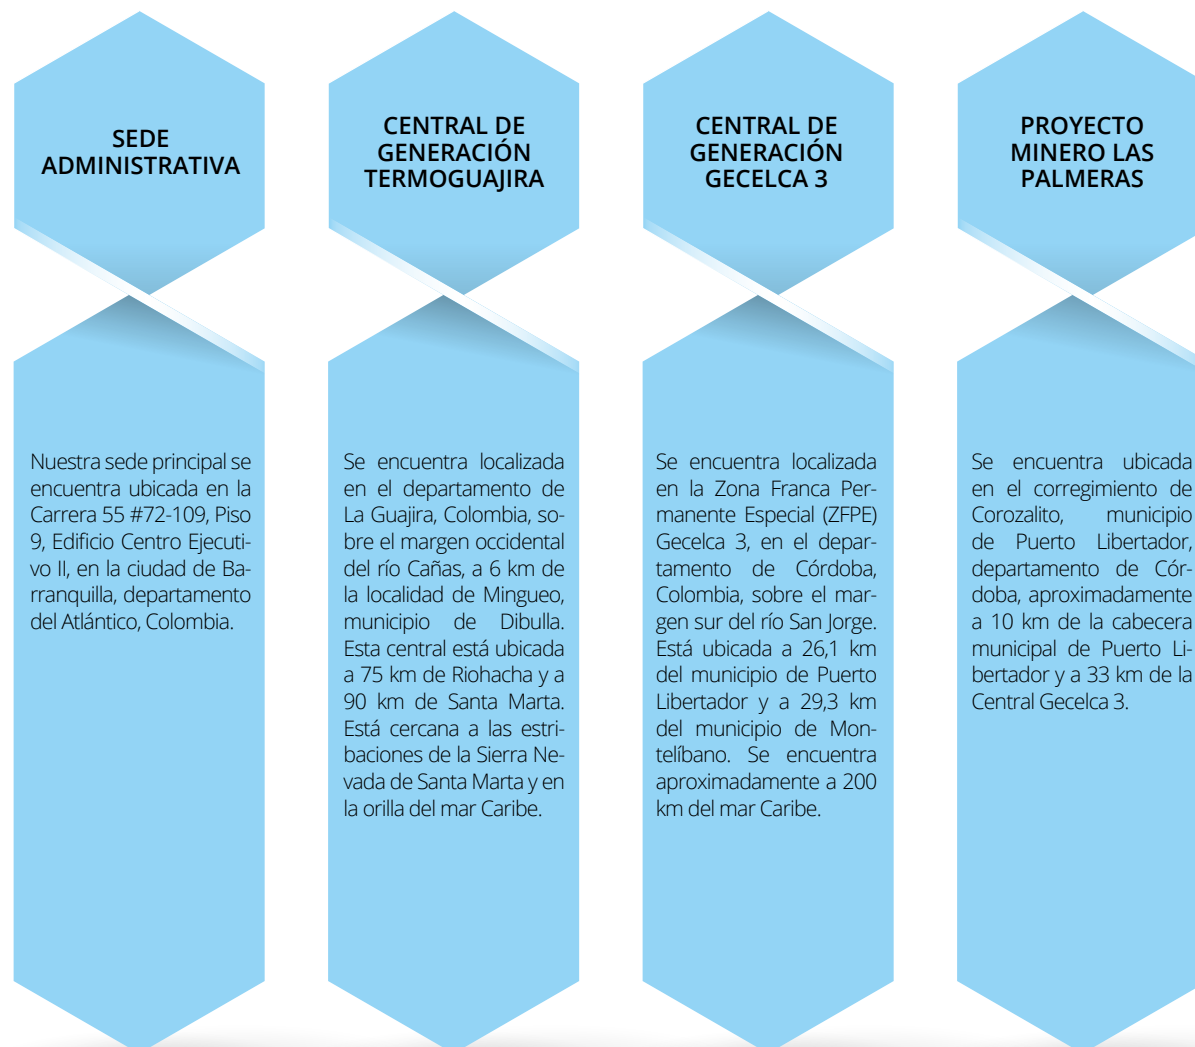 SEDE
ADMINISTRATIVA
Nuestra sede principal se
encuentra ubicada en la
Carrera 55 #72-109, Piso
9, Edificio Centro Ejecuti-
vo II, en la ciudad de Ba-
rranquilla, departamento
del Atlántico, Colombia.
CENTRAL DE
GENERACIÓN
TERMOGUAJIRA
Se encuentra localizada
en el departamento de
La Guajira, Colombia, so-
bre el margen occidental
del río Cañas, a 6 km de
la localidad de Mingueo,
municipio de Dibulla.
Esta central está ubicada
a 75 km de Riohacha y a
90 km de Santa Marta.
Está cercana a las estri-
baciones de la Sierra Ne-
vada de Santa Marta y en
la orilla del mar Caribe.
CENTRAL DE
GENERACIÓN
GECELCA 3
Se encuentra localizada
en la Zona Franca Per-
manente Especial (ZFPE)
Gecelca 3, en el depar-
tamento de Córdoba,
Colombia, sobre el mar-
gen sur del río San Jorge.
Está ubicada a 26,1 km
del municipio de Puerto
Libertador y a 29,3 km
del municipio de Mon-
telíbano. Se encuentra
aproximadamente a 200
km del mar Caribe.
PROYECTO
MINERO LAS
PALMERAS
Se encuentra ubicada
en el corregimiento de
Corozalito, municipio
de Puerto Libertador,
departamento de Cór-
doba, aproximadamente
a 10 km de la cabecera
municipal de Puerto Li-
bertador y a 33 km de la
Central Gecelca 3.